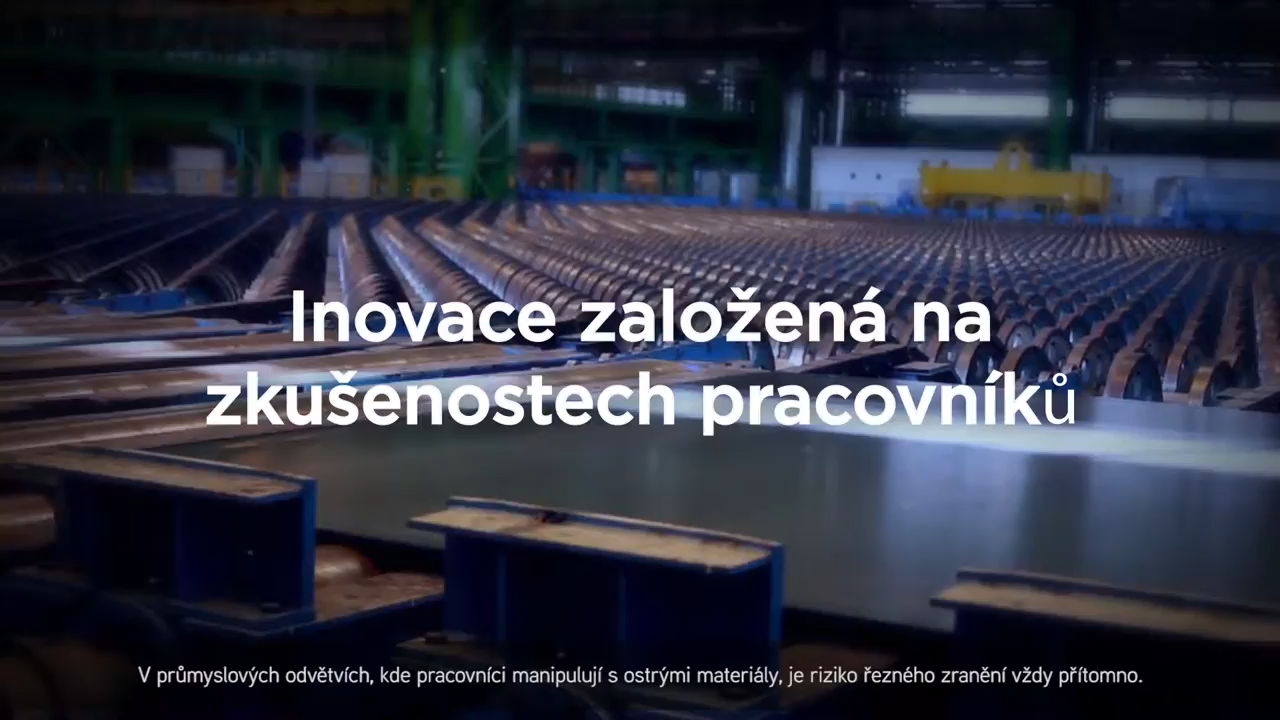 Inovace založená na
zkušenostech pracovníků
V průmyslových odvětvích, kde pracovníci manipulují s ostrými materiály, je riziko řezného zranění vždy přítomno.